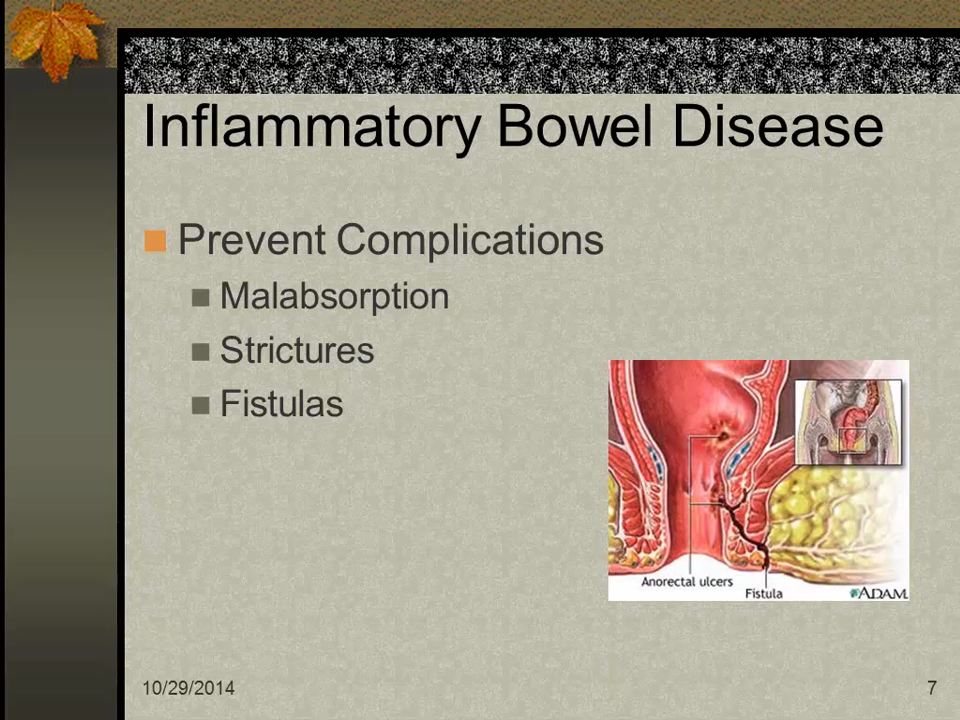 Inflammatory Bowel Disease
Prevent Complications
Malabsorption
Strictures
Fistulas
Anorectal ulcers
Fistula
ADAM
10/29/2014
7